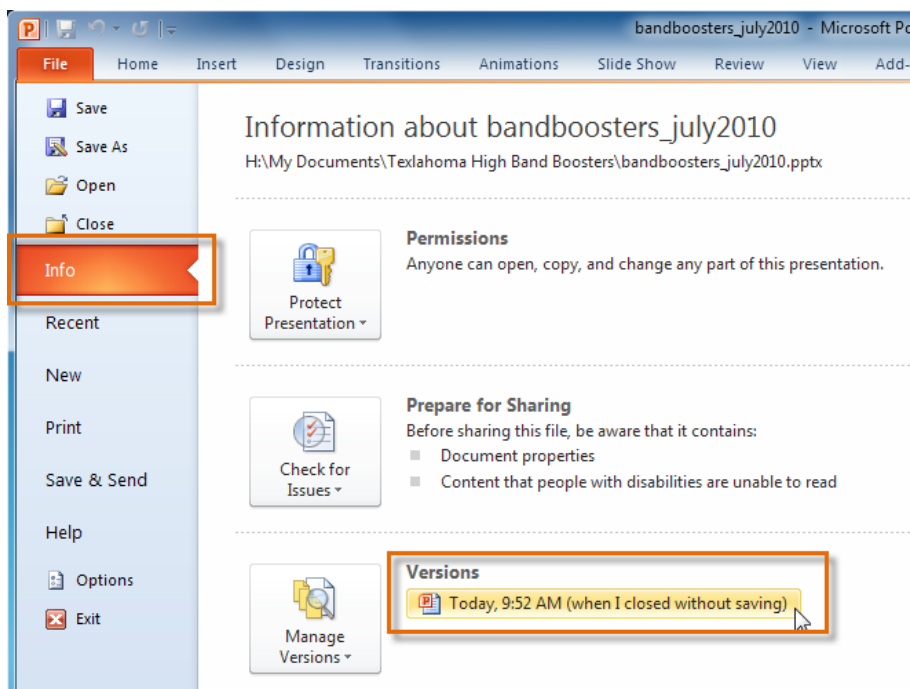 bandboosters_july2010 - Microsoft Po
File Home Insert Design Transitions Animations Slide Show Review View Add-
Save
Save As
Open
Close
Info
Recent
New
Print
Save & Send
Help
Options
Exit
Information about bandboosters_july2010
H:\My Documents\Texlahoma High Band Boosters\bandboosters_july2010.pptx
Protect
Presentation
Permissions
Anyone can open, copy, and change any part of this presentation.
Check for
Issues
Prepare for Sharing
Before sharing this file, be aware that it contains:
Document properties
Content that people with disabilities are unable to read
Manage
Versions
Versions
Today, 9:52 AM (when I closed without saving)